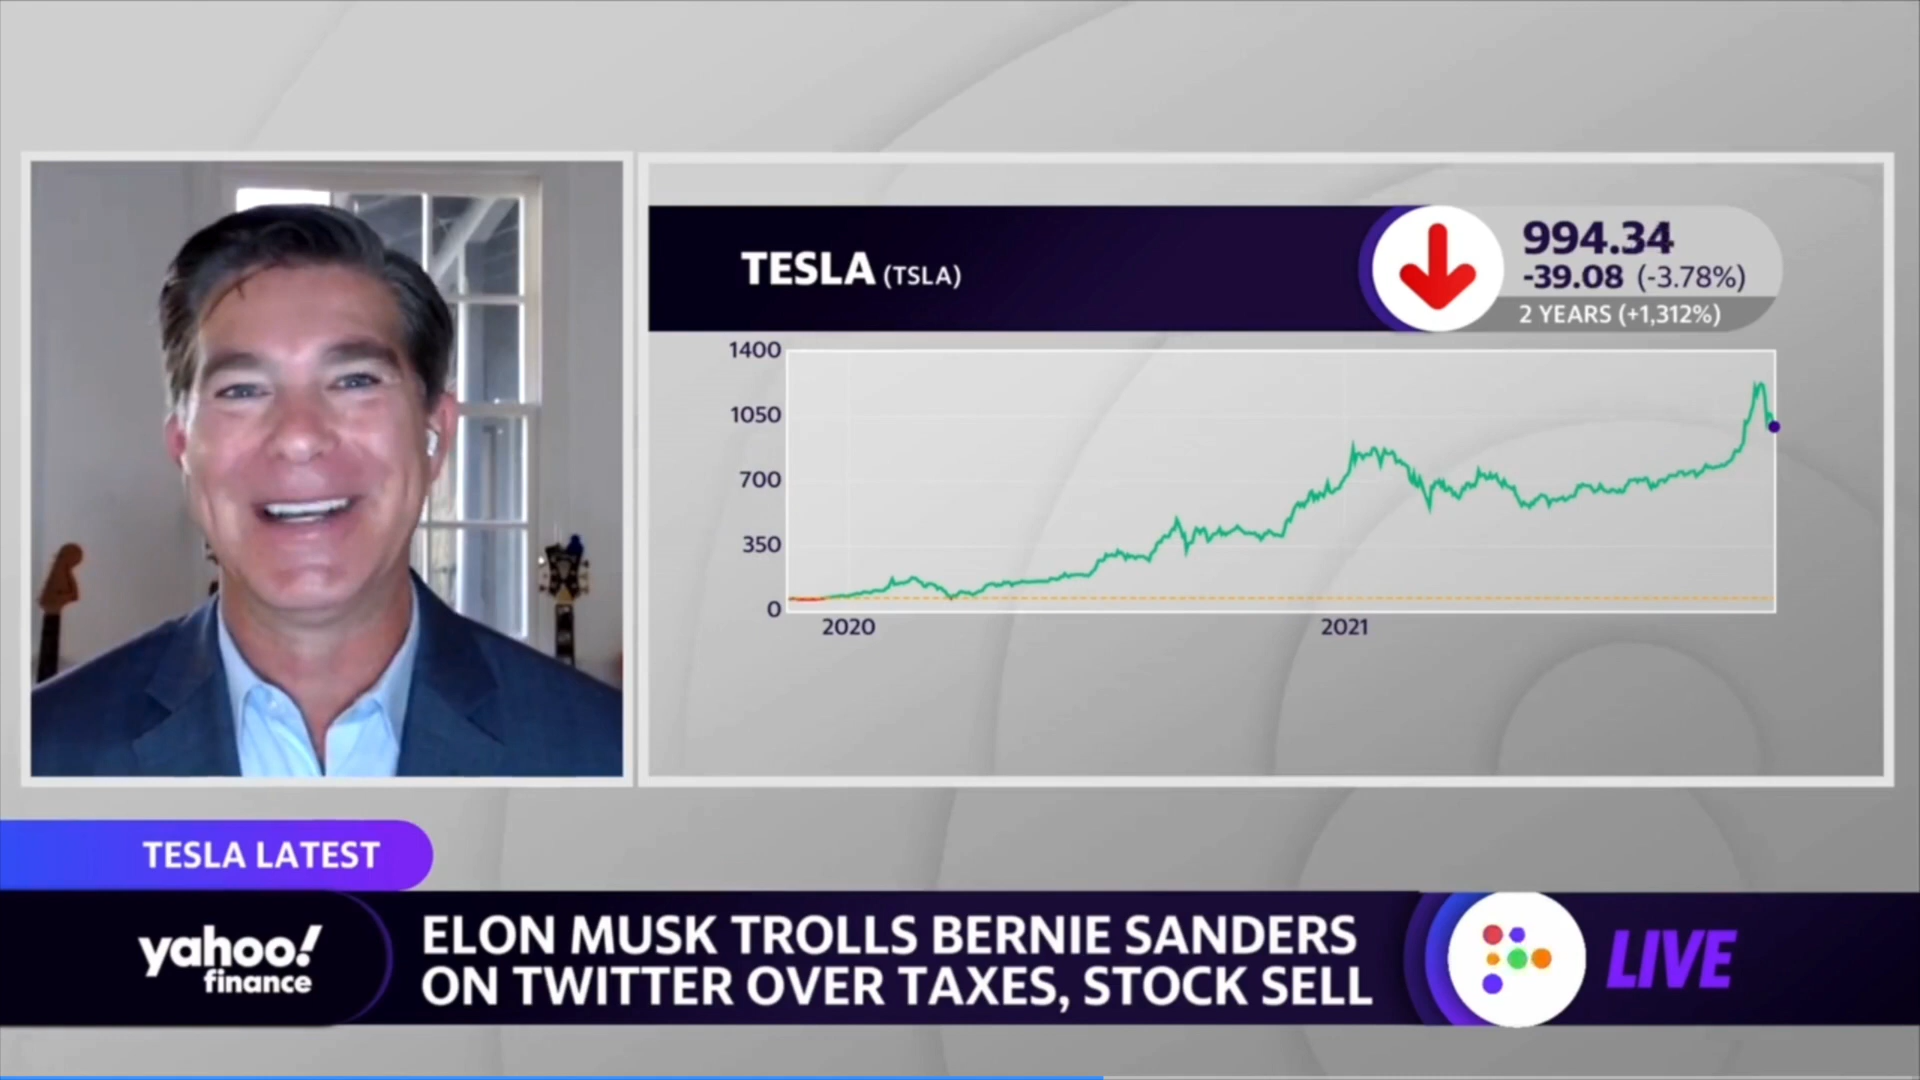 TESLA (TSLA)
994.34
-39.08 (-3.78%)
2 YEARS (+1,312%)
1400
1050
700
350
0
2020
2021
TESLA LATEST
yahoo!
finance
ELON MUSK TROLLS BERNIE SANDERS
ON TWITTER OVER TAXES, STOCK SELL
LIVE